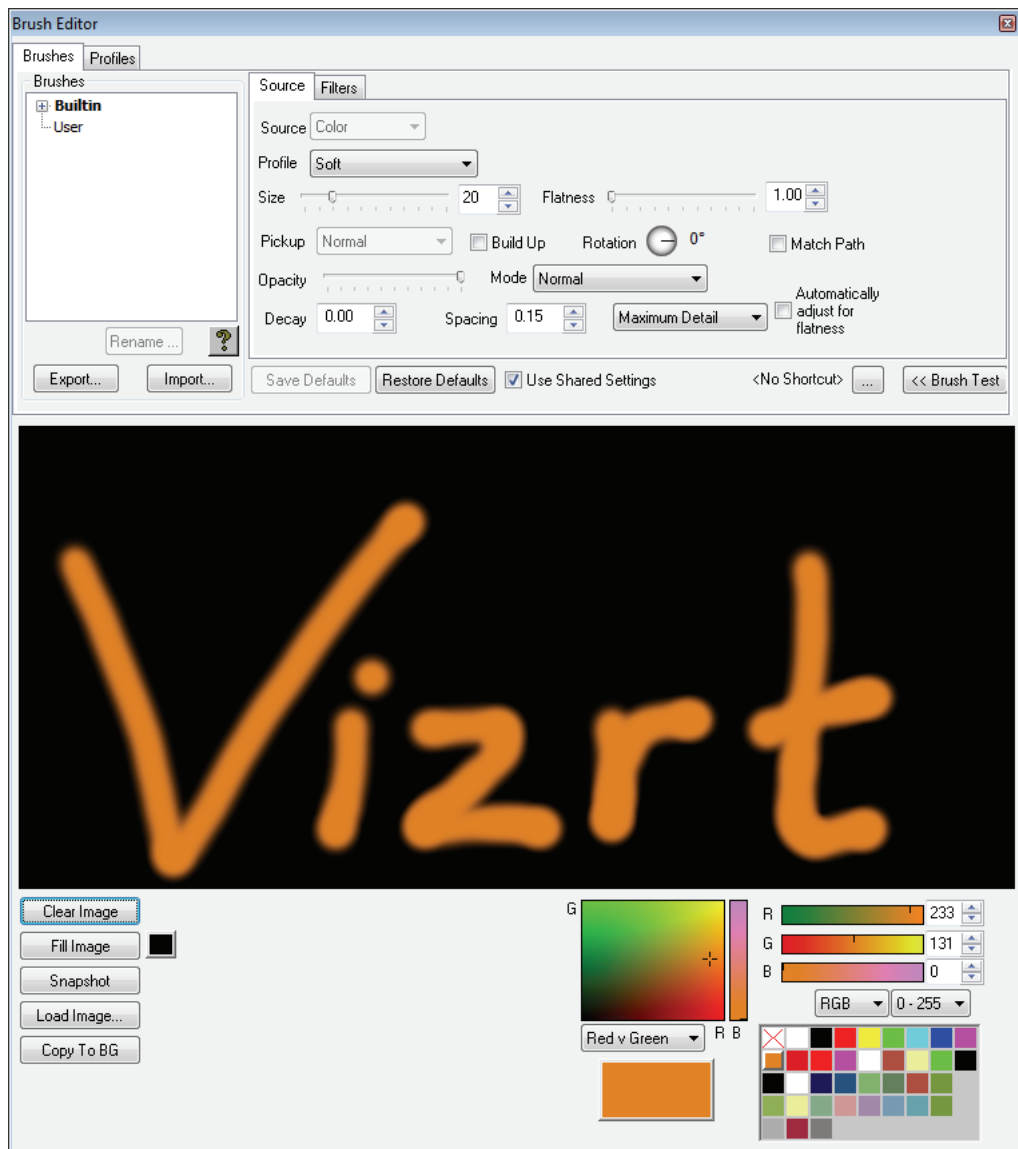 Brush Editor
Brushes Profiles
Brushes
Builtin
User
Rename ...
Export... Import...
Source Filters
Source Color
Profile Soft
Size 20 Flatness 1.00
Pickup Normal Build Up Rotation 0° Match Path
Opacity Mode Normal
Decay 0.00 Spacing 0.15 Maximum Detail Automatically
adjust for
flatness
Save Defaults Restore Defaults Use Shared Settings <No Shortcut> ... << Brush Test
Vizrt
Clear Image
Fill Image
Snapshot
Load Image...
Copy To BG
G
Red v Green R B
R 233
G 131
B 0
RGB 0 - 255